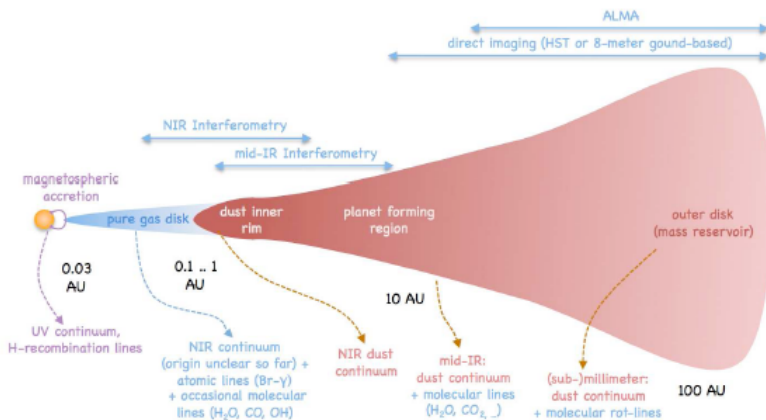 ALMA
direct imaging (HST or 8-meter gound-based)
NIR Interferometry
mid-IR Interferometry
magnetospheric
accretion
pure gas disk
dust inner
rim
planet forming
region
outer disk
(mass reservoir)
0.03
AU
0.1 .. 1
AU
10 AU
100 AU
UV continuum,
H-recombination lines
NIR continuum
(origin unclear so far) +
atomic lines (Br-γ)
+ occasional molecular
lines (H₂O, CO, OH)
NIR dust
continuum
mid-IR:
dust continuum
+ molecular lines
(H₂O, CO₂, ..)
(sub-)millimeter:
dust continuum
+ molecular rot-lines